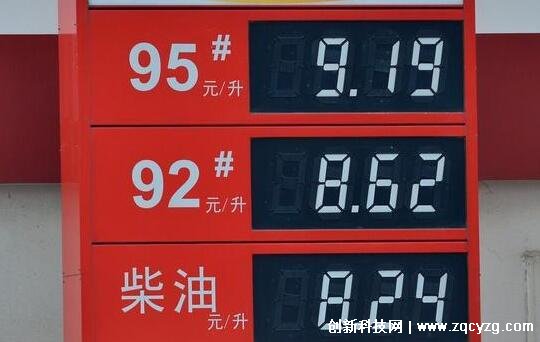 95# 元/升 9.19
92# 元/升 8.62
柴油 元/升 8.24
创新科技网 | www.zqcyzg.com